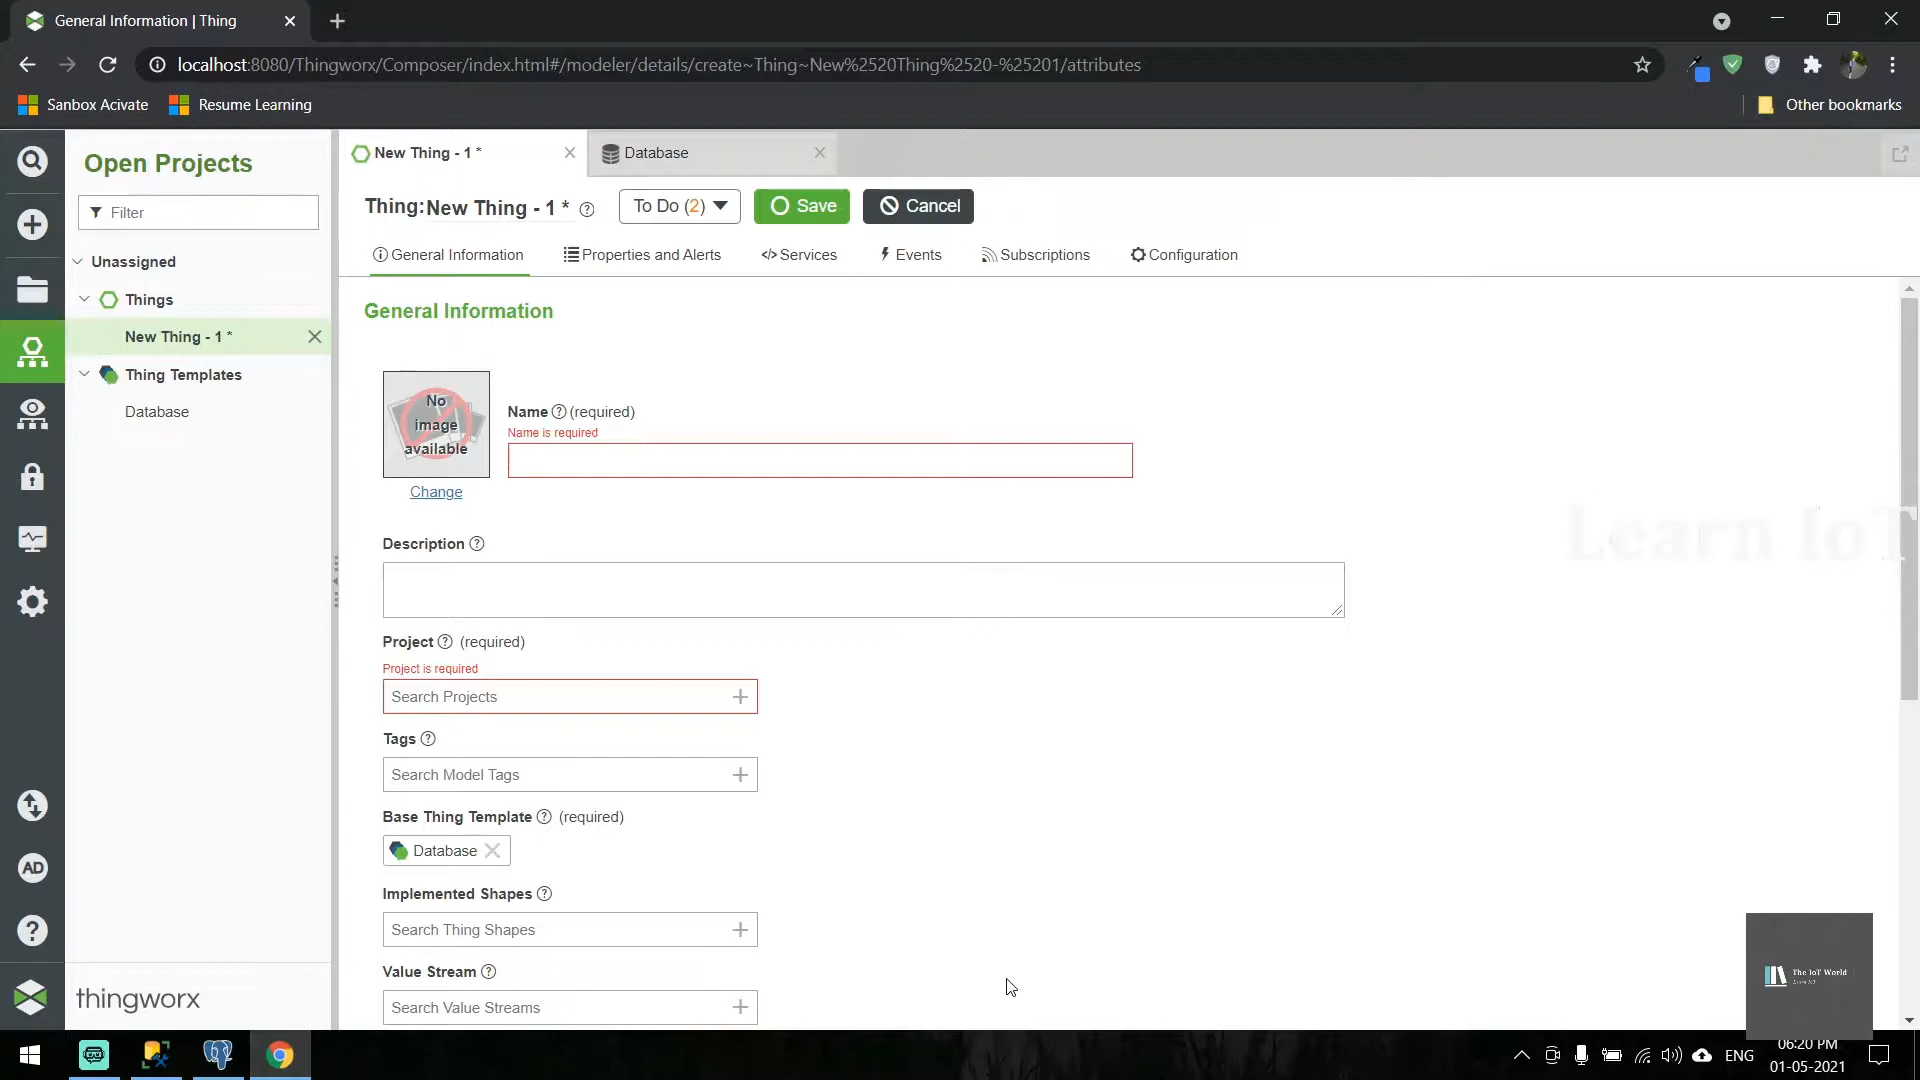 General Information | Thing
localhost:8080/Thingworx/Composer/index.html#/modeler/details/create~Thing~New%2520Thing%2520-%25201/attributes
Sanbox Acivate
Resume Learning
Other bookmarks
Open Projects
Filter
Unassigned
Things
New Thing - 1 *
Thing Templates
Database
AD
thingworx
New Thing - 1 *
Database
Thing: New Thing - 1 *
To Do (2)
Save
Cancel
General Information
Properties and Alerts
Services
Events
Subscriptions
Configuration
General Information
No
image
available
Change
Name (required)
Name is required
Description
Project (required)
Project is required
Search Projects
Tags
Search Model Tags
Base Thing Template (required)
Database
Implemented Shapes
Search Thing Shapes
Value Stream
Search Value Streams
Learn IoT
The IoT World
Learn IoT
ENG
06:20 PM
01-05-2021